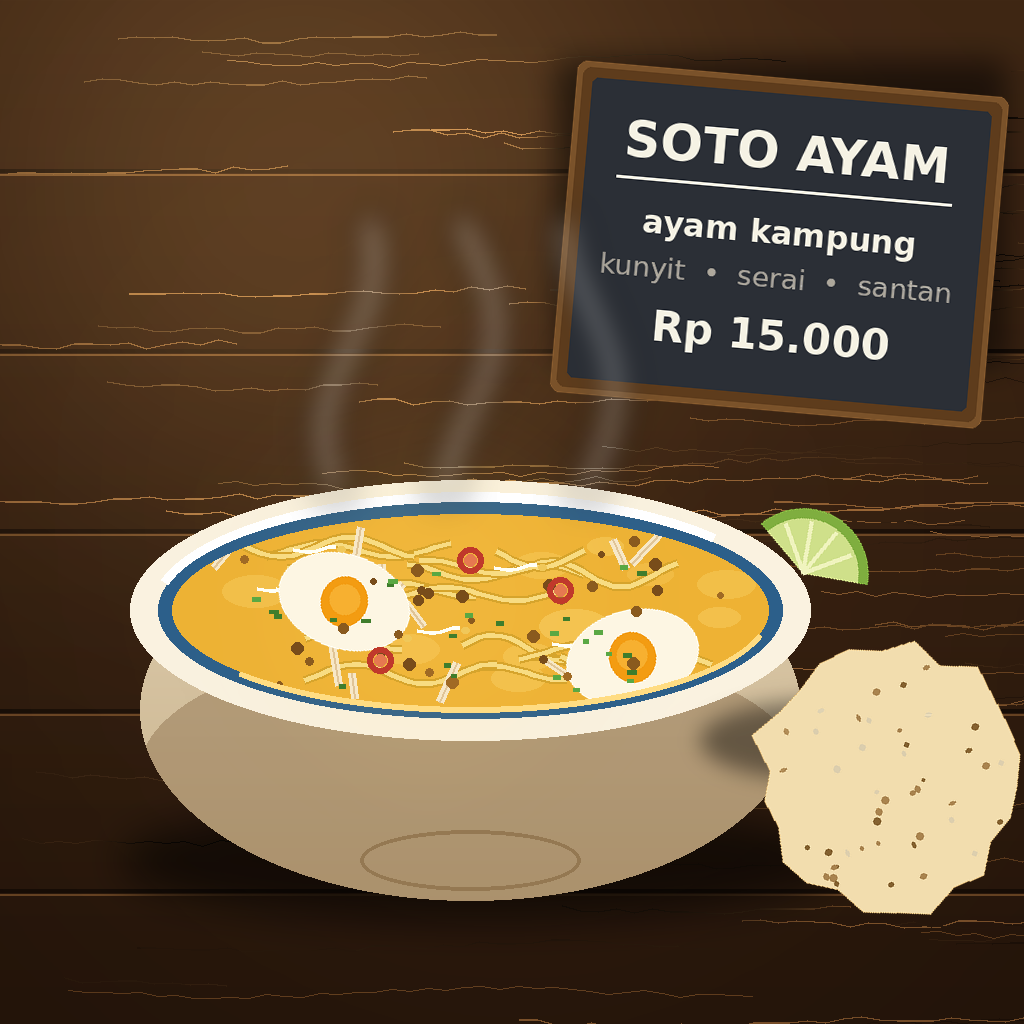 SOTO AYAM
ayam kampung
kunyit • serai • santan
Rp 15.000